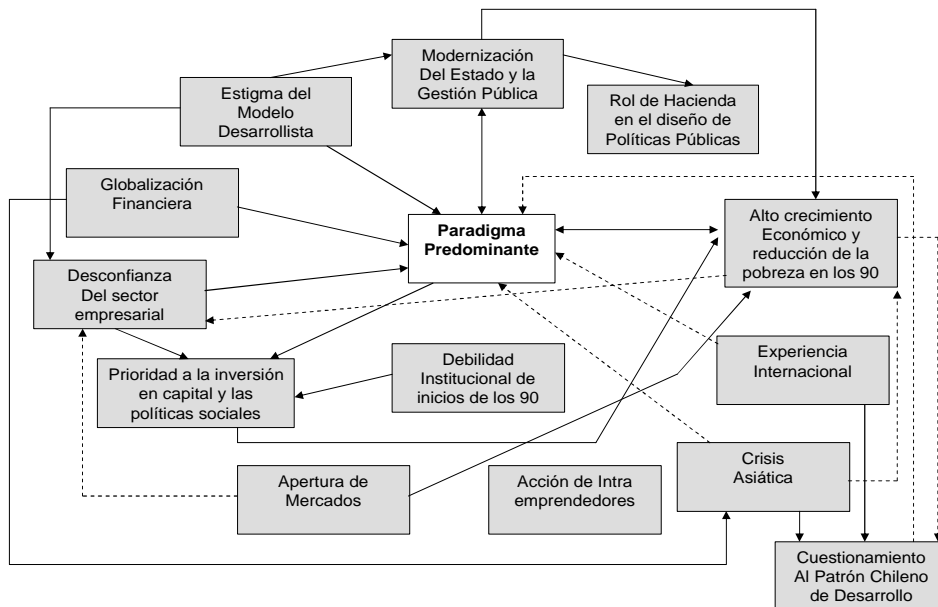 Modernización
Del Estado y la
Gestión Pública
Estigma del
Modelo
Desarrollista
Rol de Hacienda
en el diseño de
Políticas Públicas
Globalización
Financiera
Paradigma
Predominante
Alto crecimiento
Económico y
reducción de la
pobreza en los 90
Desconfianza
Del sector
empresarial
Prioridad a la inversión
en capital y las
políticas sociales
Debilidad
Institucional de
inicios de los 90
Experiencia
Internacional
Apertura de
Mercados
Acción de Intra
emprendedores
Crisis
Asiática
Cuestionamiento
Al Patrón Chileno
de Desarrollo